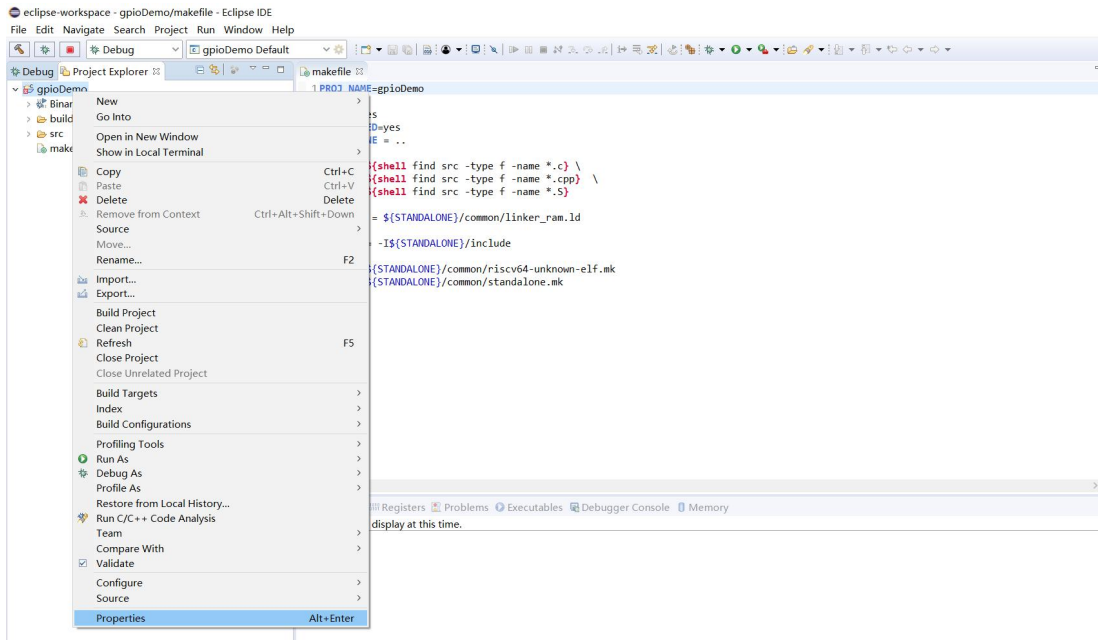 eclipse-workspace - gpioDemo/makefile - Eclipse IDE
File Edit Navigate Search Project Run Window Help
Debug gpioDemo Default
Debug Project Explorer makefile
gpioDemo
Binar
build
src
make
1 PROJ_NAME=gpioDemo
es
ED=yes
NE = ..
${shell find src -type f -name *.c} \
${shell find src -type f -name *.cpp} \
${shell find src -type f -name *.S}
= ${STANDALONE}/common/linker_ram.ld
= -I${STANDALONE}/include
${STANDALONE}/common/riscv64-unknown-elf.mk
${STANDALONE}/common/standalone.mk
New
Go Into
Open in New Window
Show in Local Terminal
Copy Ctrl+C
Paste Ctrl+V
Delete Delete
Remove from Context Ctrl+Alt+Shift+Down
Source
Move...
Rename... F2
Import...
Export...
Build Project
Clean Project
Refresh F5
Close Project
Close Unrelated Project
Build Targets
Index
Build Configurations
Profiling Tools
Run As
Debug As
Profile As
Restore from Local History...
Run C/C++ Code Analysis
Team
Compare With
Validate
Configure
Source
Properties Alt+Enter
Registers Problems Executables Debugger Console Memory
display at this time.